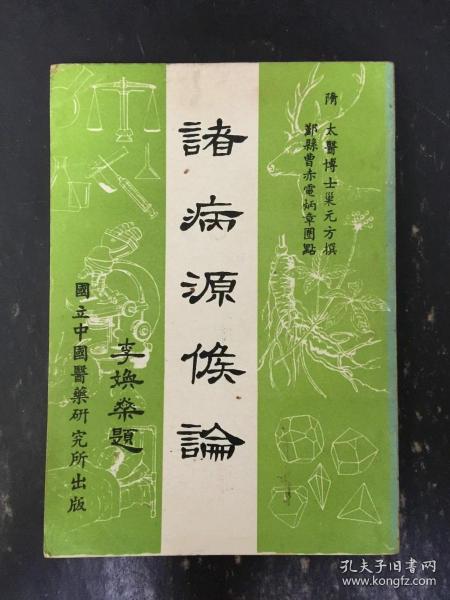 隋 太醫博士巢元方撰
鄞縣曹赤電炳章圈點
諸病源候論
李煥燊題
國立中國醫藥研究所出版
孔夫子旧书网
www.kongfz.com